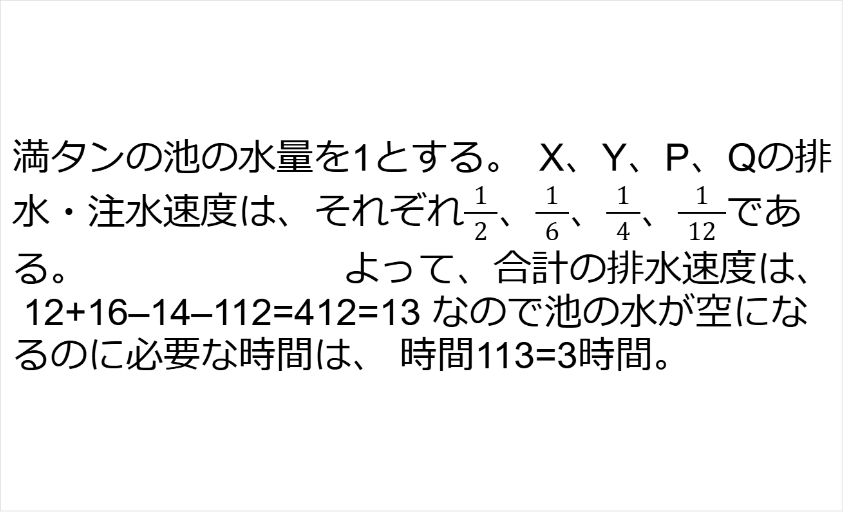 満タンの池の水量を1とする。 X、Y、P、Qの排
水・注水速度は、それぞれ1/2、1/6、1/4、1/12であ
る。 よって、合計の排水速度は、
12+16–14–112=412=13 なので池の水が空にな
るのに必要な時間は、 時間113=3時間。